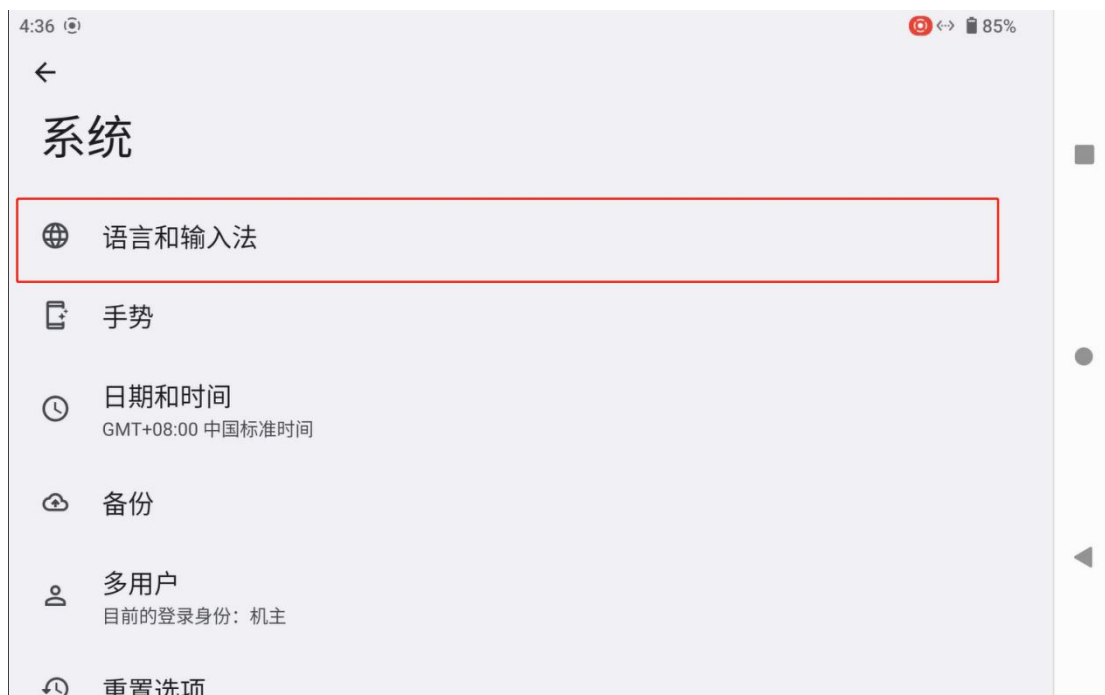 4:36
85%
系统
语言和输入法
手势
日期和时间
GMT+08:00 中国标准时间
备份
多用户
目前的登录身份：机主
重置选项